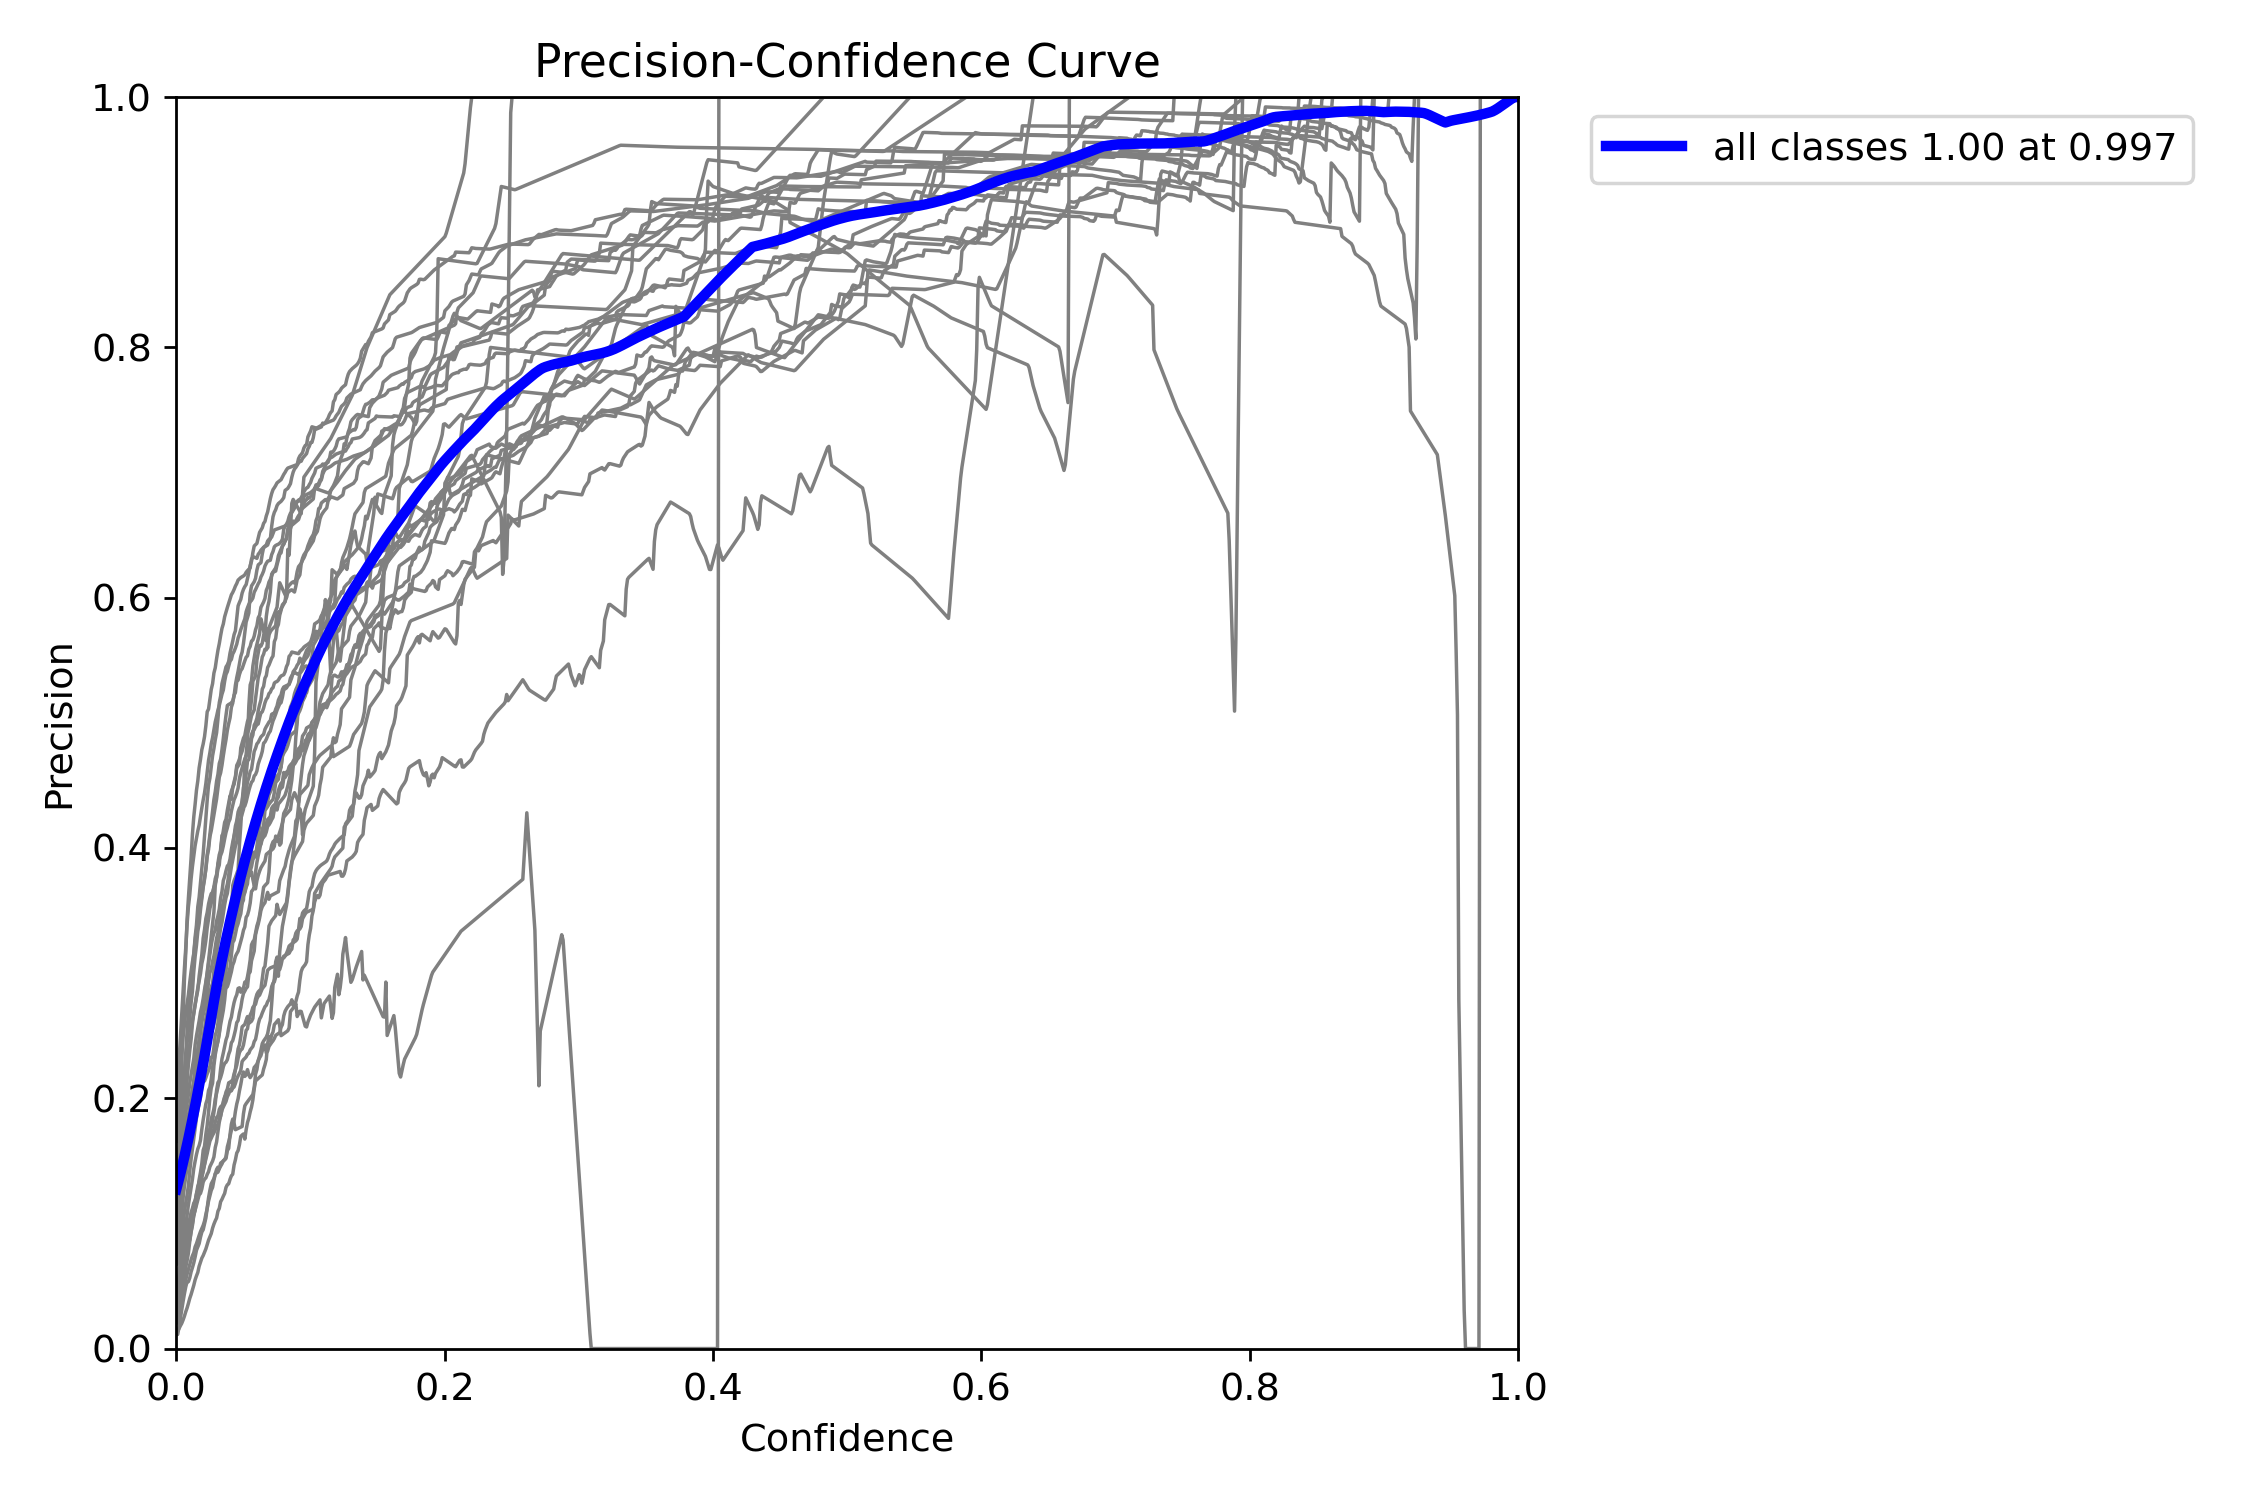 Precision-Confidence Curve
all classes 1.00 at 0.997
1.0
0.8
0.6
0.4
0.2
0.0
Precision
0.0 0.2 0.4 0.6 0.8 1.0
Confidence